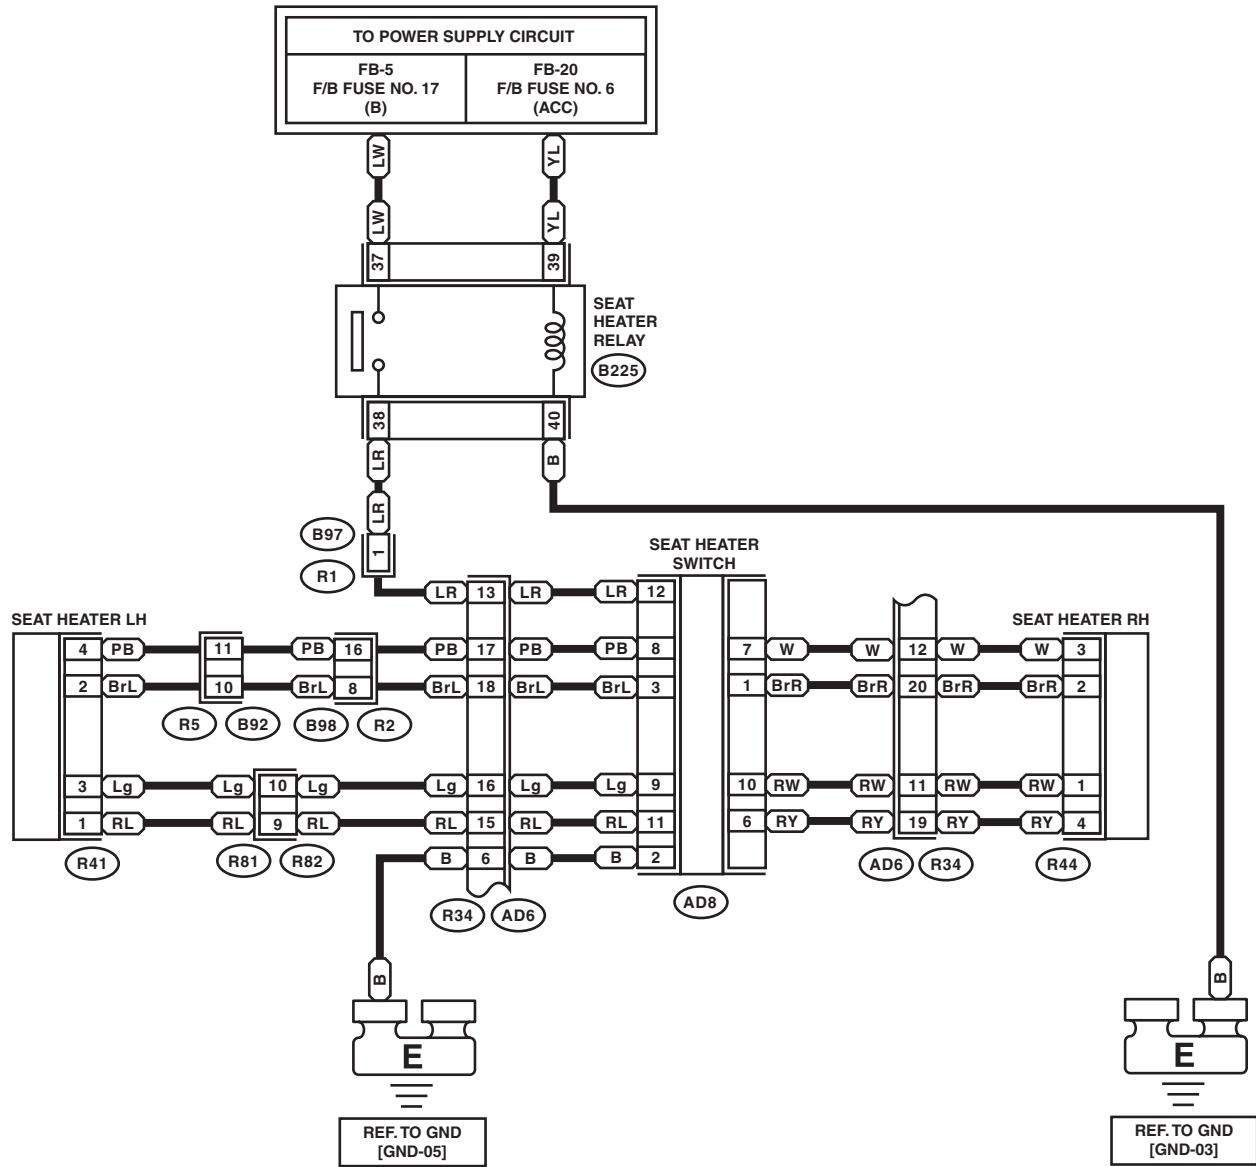 TO POWER SUPPLY CIRCUIT
FB-5
F/B FUSE NO. 17
(B)
FB-20
F/B FUSE NO. 6
(ACC)
LW
YL
LW
YL
37
39
SEAT
HEATER
RELAY
B225
38
40
LR
B
LR
B97
1
R1
SEAT HEATER
SWITCH
LR 13 LR LR 12
SEAT HEATER LH
SEAT HEATER RH
4 PB 11 PB 16 PB 17 PB PB 8 7 W W 12 W W 3
2 BrL 10 BrL 8 BrL 18 BrL BrL 3 1 BrR BrR 20 BrR BrR 2
R5 B92 B98 R2
3 Lg Lg 10 Lg Lg 16 Lg Lg 9 10 RW RW 11 RW RW 1
1 RL RL 9 RL RL 15 RL RL 11 6 RY RY 19 RY RY 4
B 6 B B 2
R41 R81 R82 AD6 R34 R44
R34 AD6 AD8
B
B
E
E
REF. TO GND
[GND-05]
REF. TO GND
[GND-03]